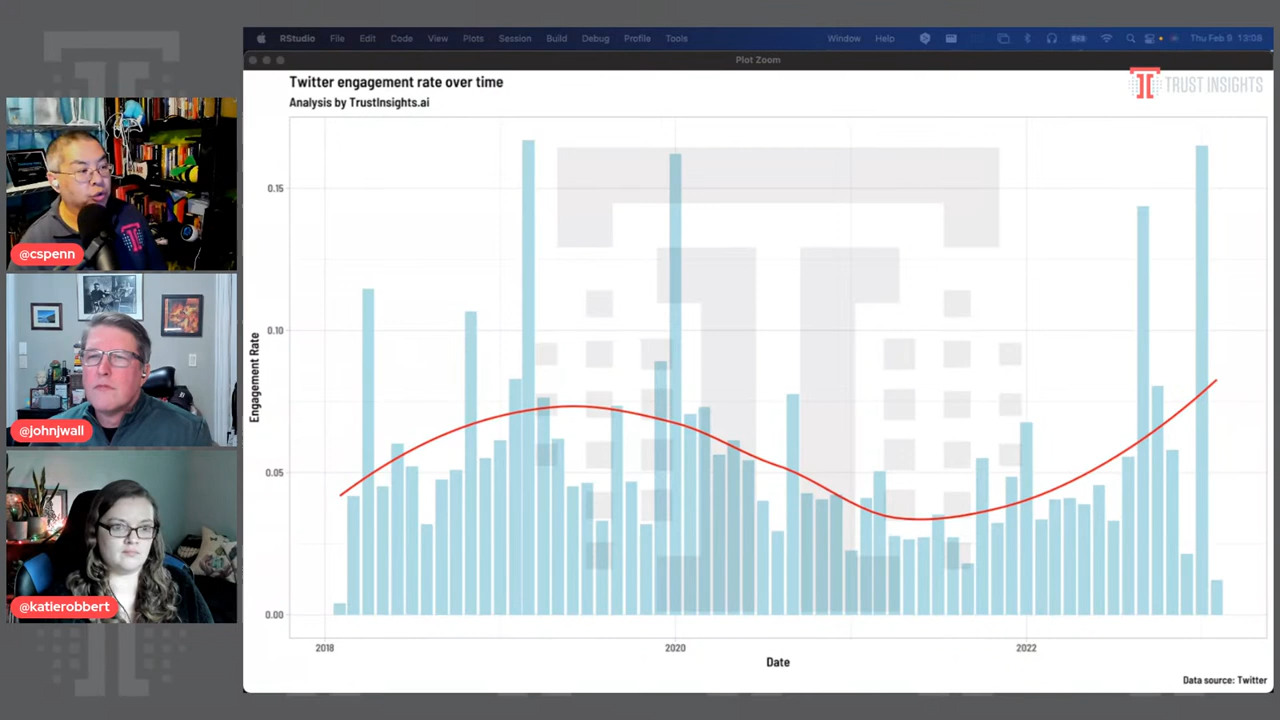 RStudio File Edit Code View Plots Session Build Debug Profile Tools Window Help Thu Feb 9 13:08
Plot Zoom
Twitter engagement rate over time
Analysis by TrustInsights.ai
TRUST INSIGHTS
Engagement Rate
0.15
0.10
0.05
0.00
2018
2020
2022
Date
Data source: Twitter
@cspenn
@johnjwall
@katierobbert